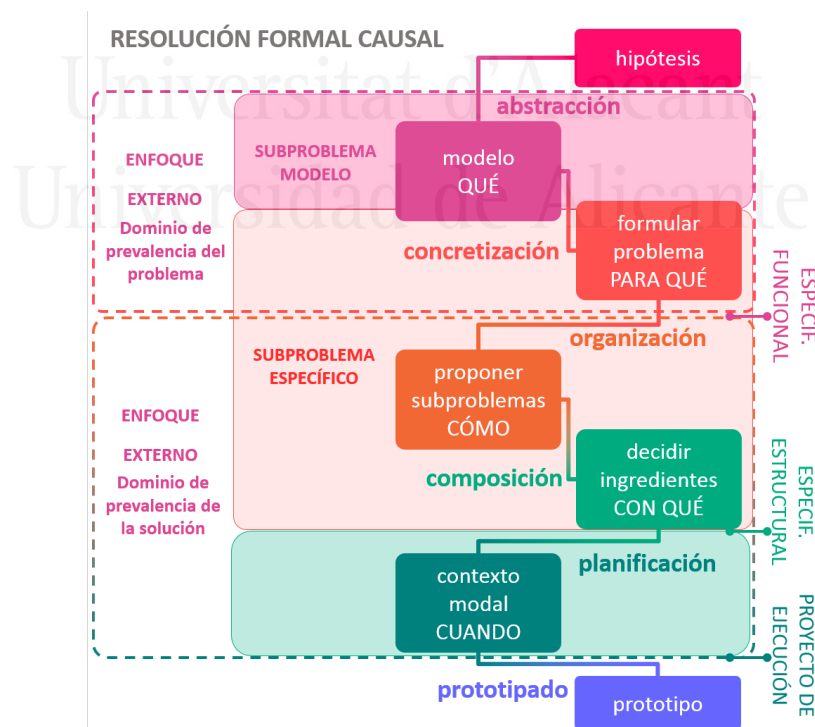 RESOLUCIÓN FORMAL CAUSAL
hipótesis
Universitat d'Alacant
Universidad de Alicante
abstracción
ENFOQUE
EXTERNO
Dominio de
prevalencia del
problema
SUBPROBLEMA
MODELO
modelo
QUÉ
concretización
formular
problema
PARA QUÉ
ESPECIF.
FUNCIONAL
organización
SUBPROBLEMA
ESPECÍFICO
proponer
subproblemas
CÓMO
ENFOQUE
EXTERNO
Dominio de
prevalencia de
la solución
composición
decidir
ingredientes
CON QUÉ
ESPECIF.
ESTRUCTURAL
planificación
contexto
modal
CUANDO
PROYECTO DE
EJECUCIÓN
prototipado
prototipo